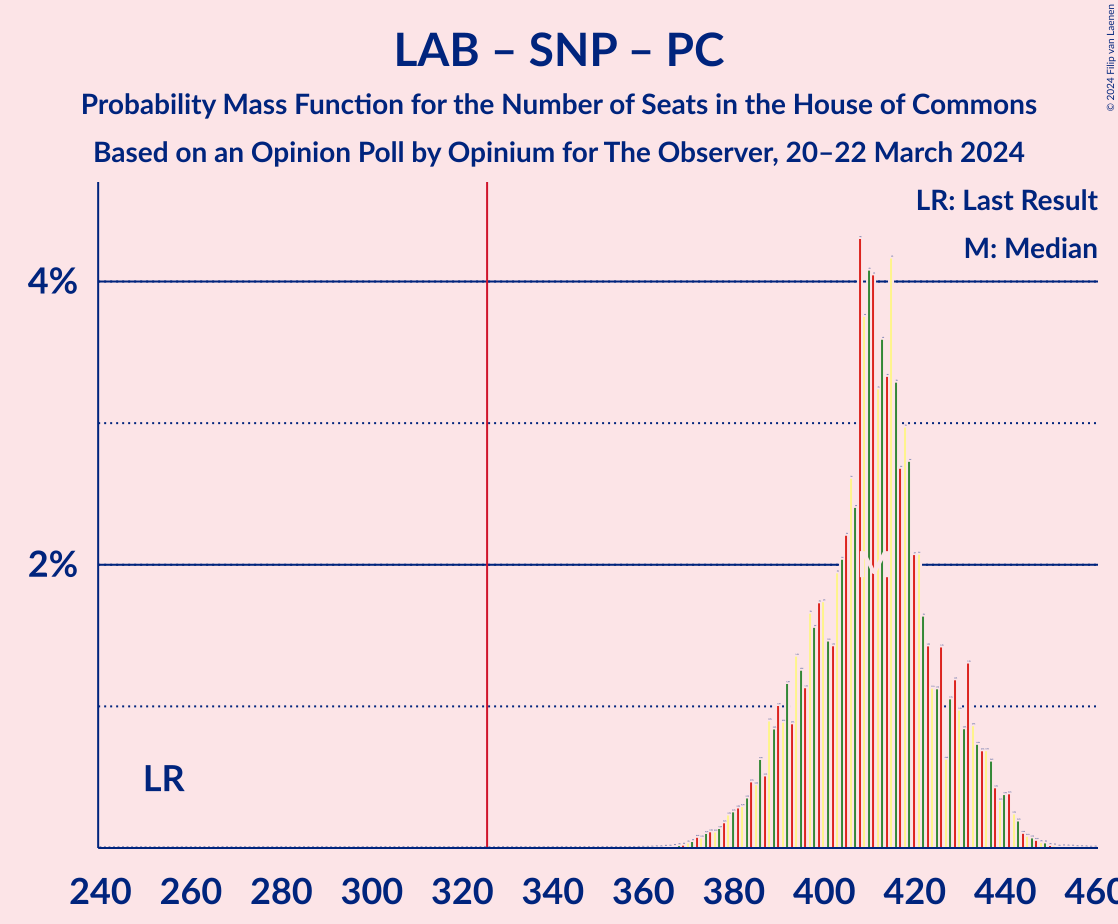 LAB – SNP – PC
Probability Mass Function for the Number of Seats in the House of Commons
Based on an Opinion Poll by Opinium for The Observer, 20–22 March 2024
© 2024 Filip van Laenen
LR: Last Result
M: Median
4%
2%
M
LR
240 260 280 300 320 340 360 380 400 420 440 460